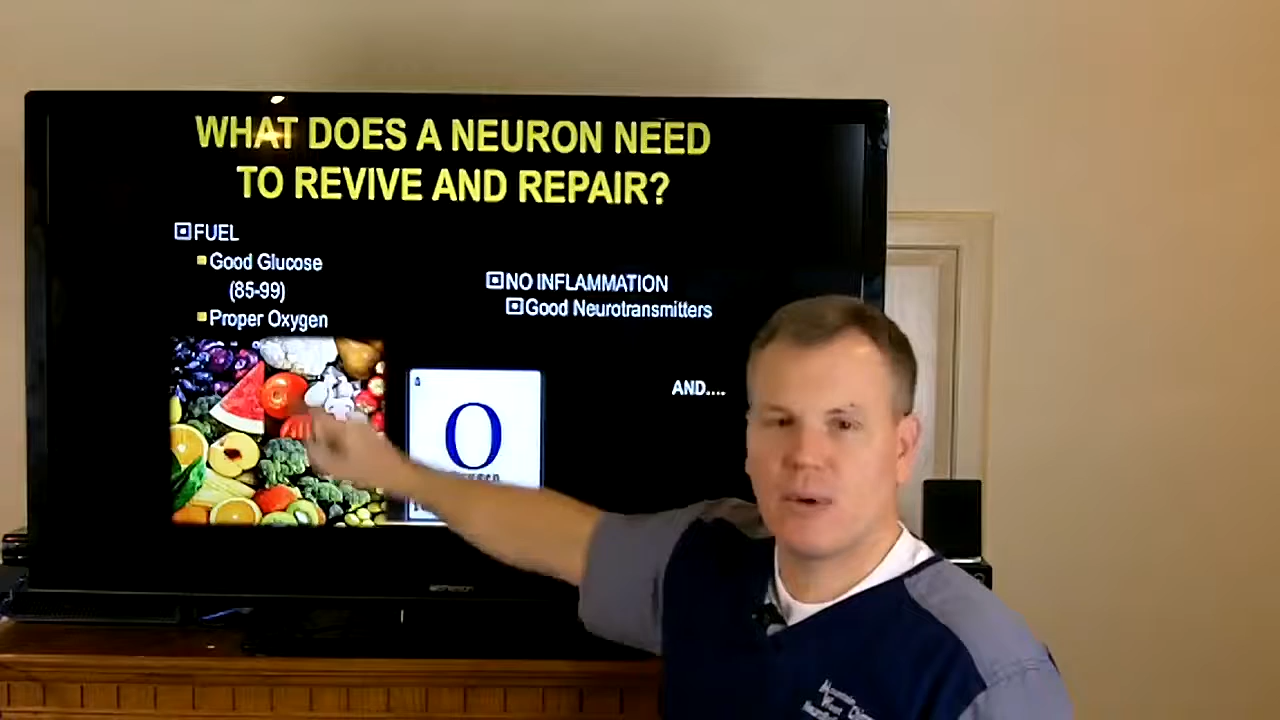 WHAT DOES A NEURON NEED
TO REVIVE AND REPAIR?
FUEL
Good Glucose
(85-99)
Proper Oxygen
NO INFLAMMATION
Good Neurotransmitters
AND....
O